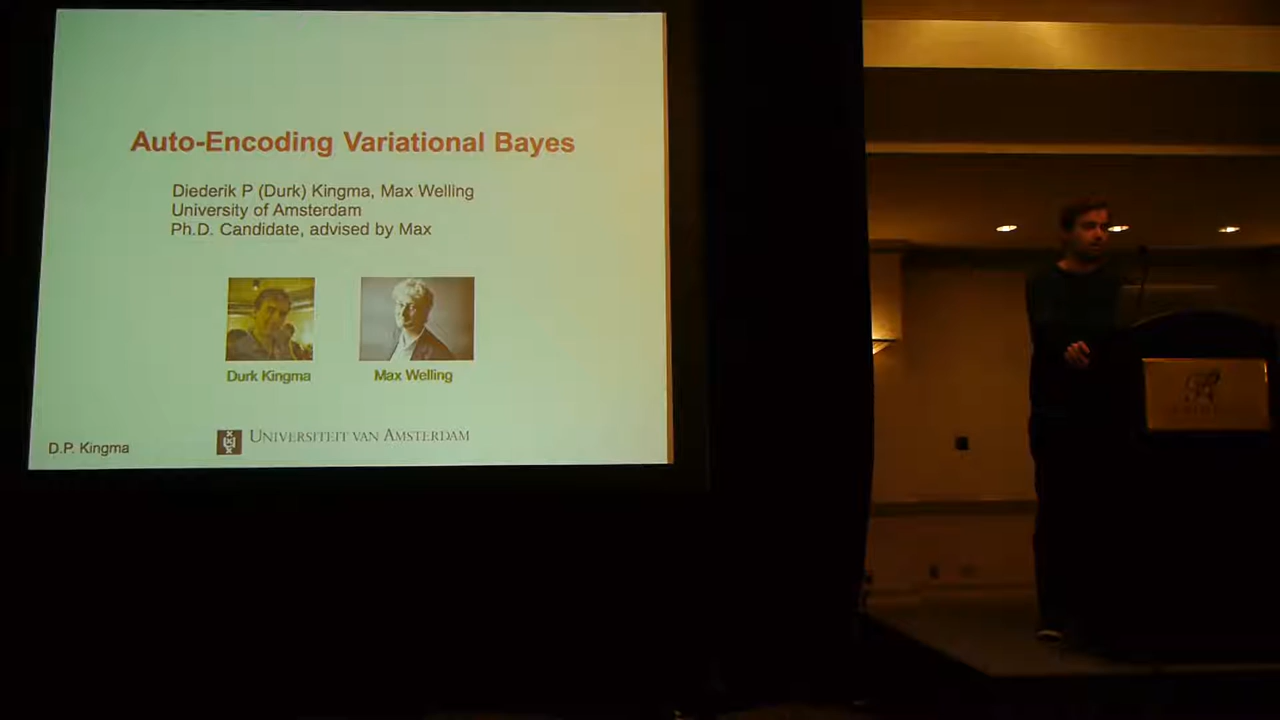 Auto-Encoding Variational Bayes
Diederik P (Durk) Kingma, Max Welling
University of Amsterdam
Ph.D. Candidate, advised by Max
Durk Kingma
Max Welling
D.P. Kingma
UNIVERSITEIT VAN AMSTERDAM